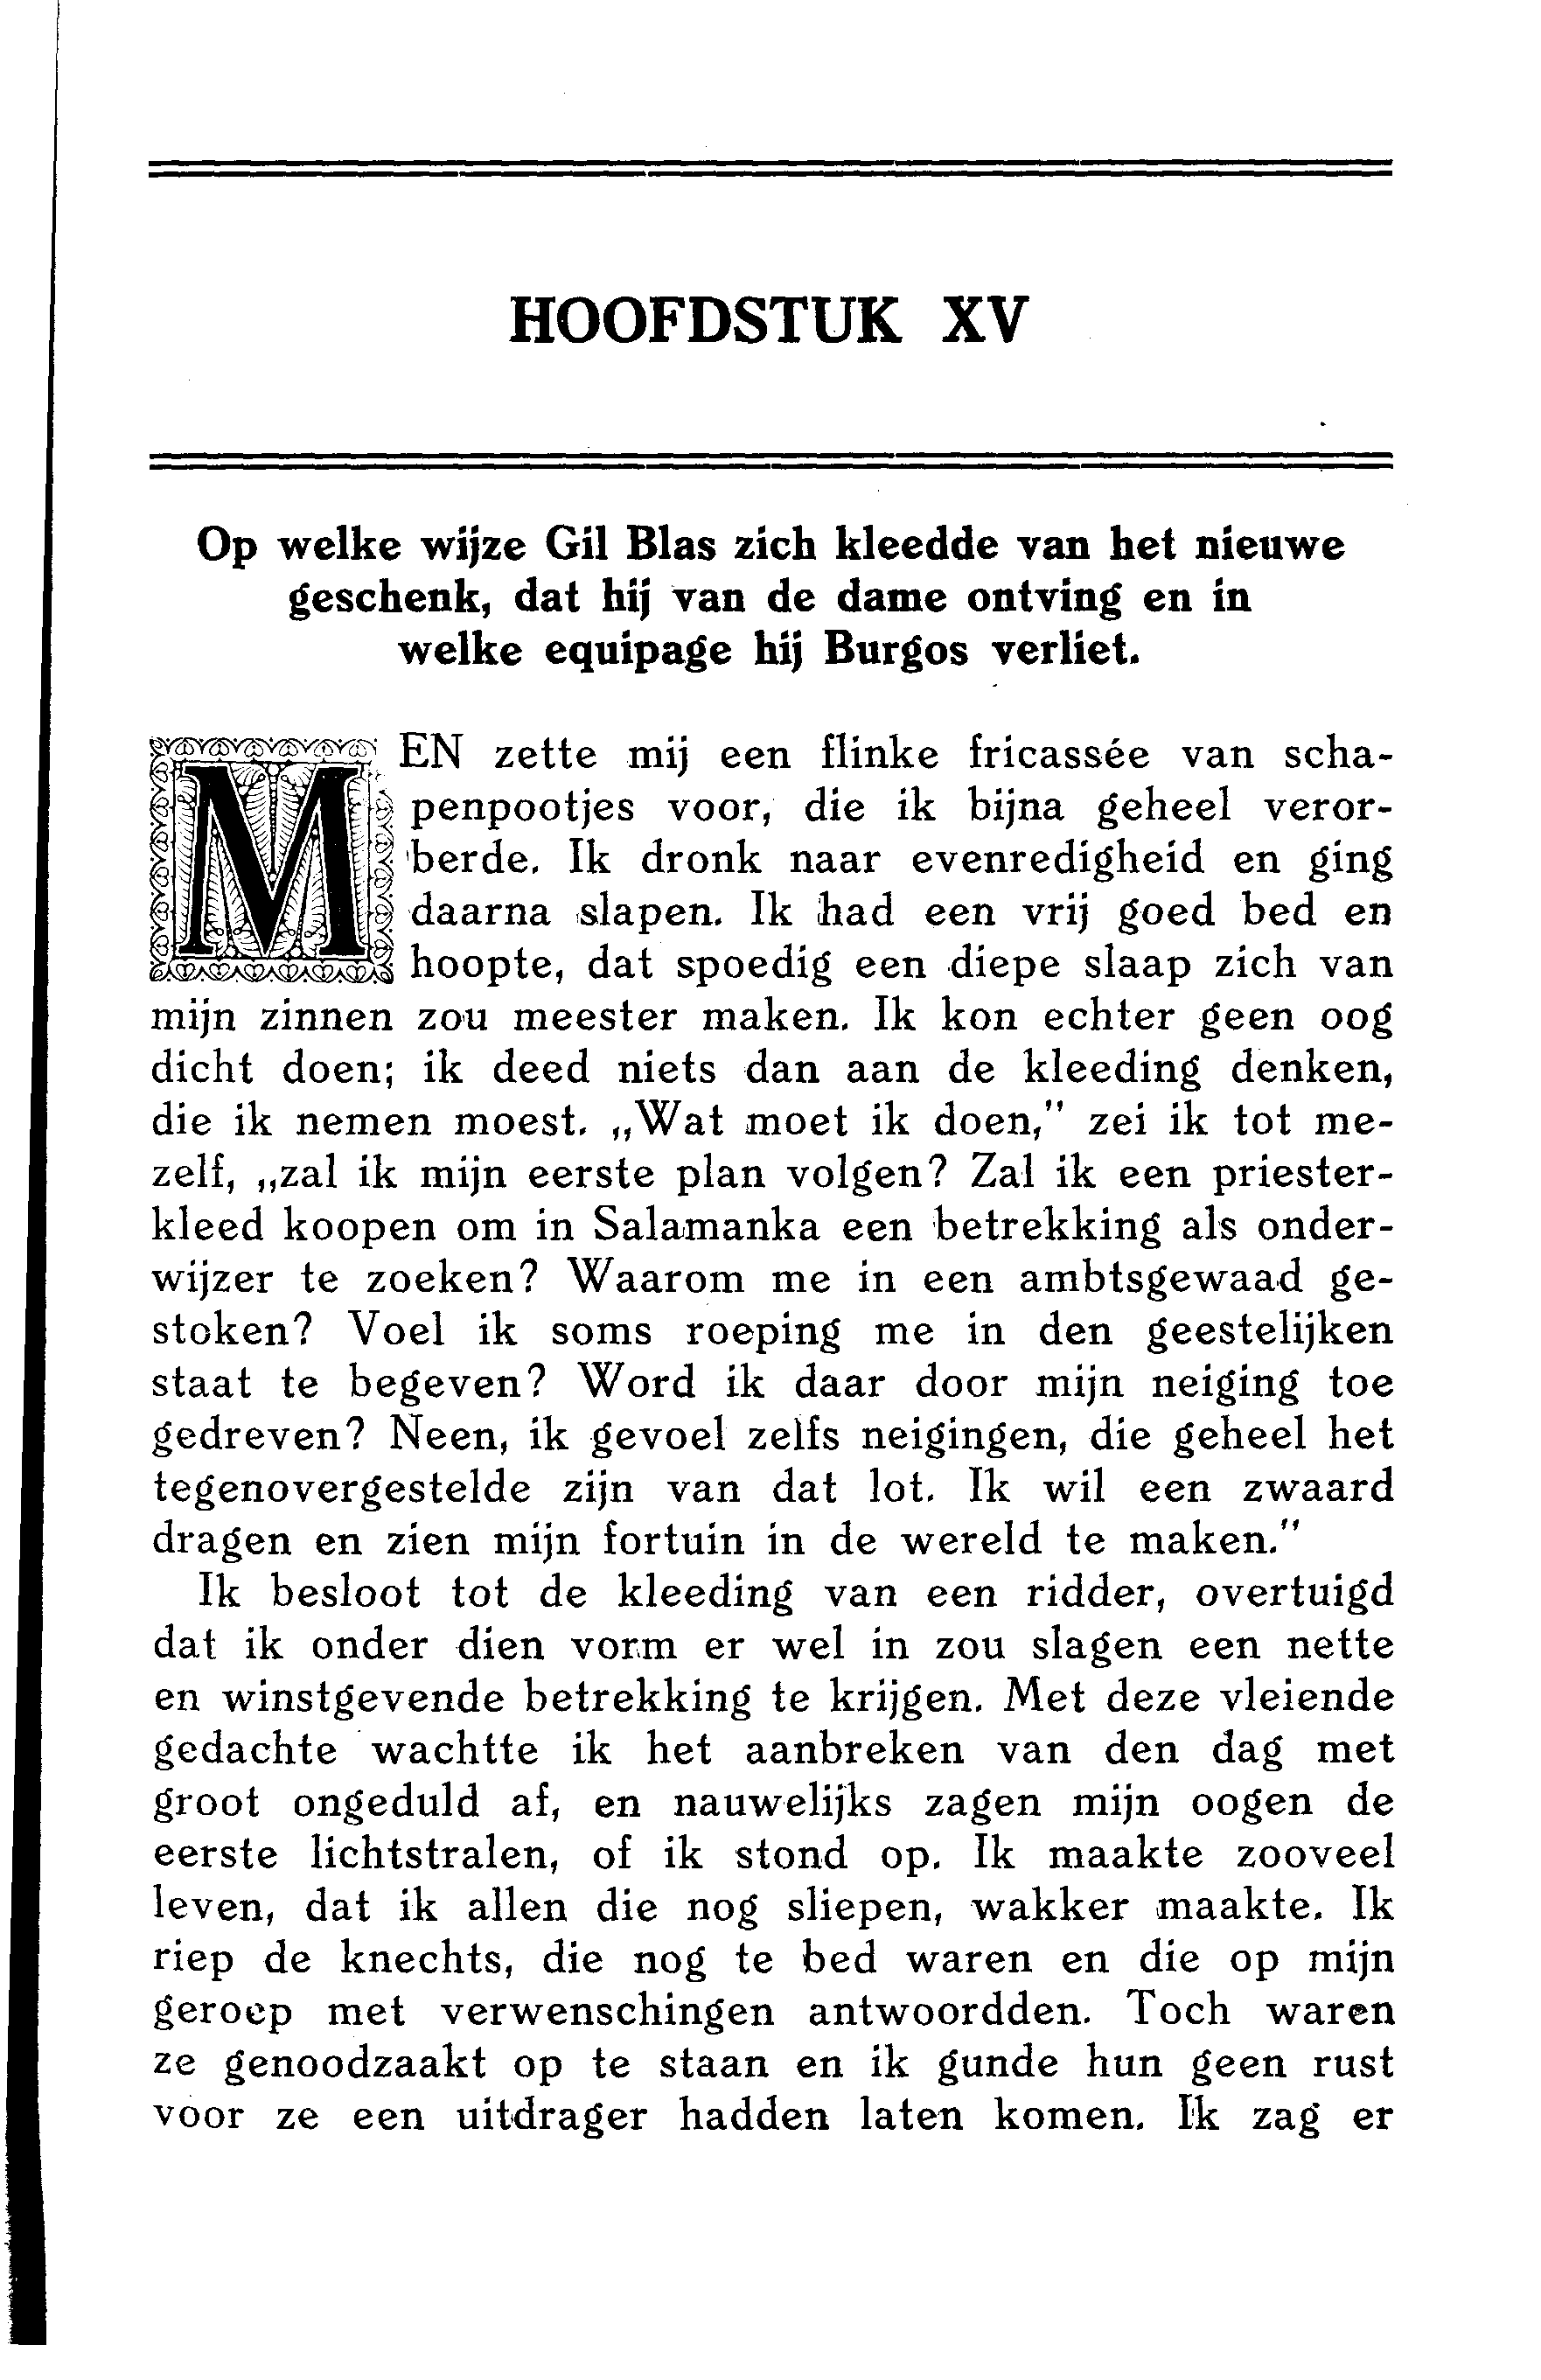 HOOFDSTUK XV
Op welke wijze Gil Blas zich kleedde van het nieuwe
geschenk, dat hij van de dame ontving en in
welke equipage hij Burgos verliet.
MEN zette mij een flinke fricassée van scha-
penpootjes voor, die ik bijna geheel veror-
berde. Ik dronk naar evenredigheid en ging
daarna slapen. Ik had een vrij goed bed en
hoopte, dat spoedig een diepe slaap zich van
mijn zinnen zou meester maken. Ik kon echter geen oog
dicht doen; ik deed niets dan aan de kleeding denken,
die ik nemen moest. „Wat moet ik doen,” zei ik tot me-
zelf, „zal ik mijn eerste plan volgen? Zal ik een priester-
kleed koopen om in Salamanka een betrekking als onder-
wijzer te zoeken? Waarom me in een ambtsgewaad ge-
stoken? Voel ik soms roeping me in den geestelijken
staat te begeven? Word ik daar door mijn neiging toe
gedreven? Neen, ik gevoel zelfs neigingen, die geheel het
tegenovergestelde zijn van dat lot. Ik wil een zwaard
dragen en zien mijn fortuin in de wereld te maken.”
Ik besloot tot de kleeding van een ridder, overtuigd
dat ik onder dien vorm er wel in zou slagen een nette
en winstgevende betrekking te krijgen. Met deze vleiende
gedachte wachtte ik het aanbreken van den dag met
groot ongeduld af, en nauwelijks zagen mijn oogen de
eerste lichtstralen, of ik stond op. Ik maakte zooveel
leven, dat ik allen die nog sliepen, wakker maakte. Ik
riep de knechts, die nog te bed waren en die op mijn
geroep met verwenschingen antwoordden. Toch waren
ze genoodzaakt op te staan en ik gunde hun geen rust
voor ze een uitdrager hadden laten komen. Ik zag er